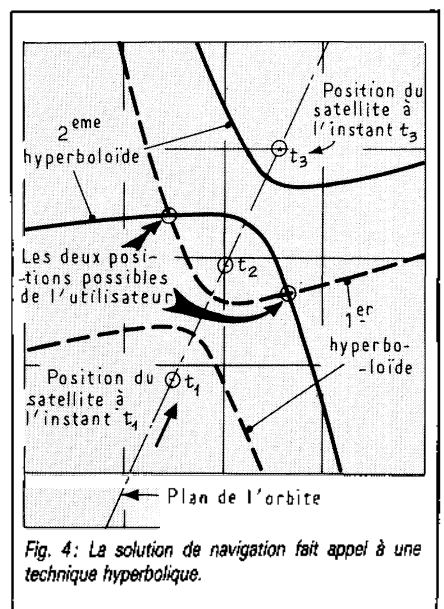 Position du
satellite à
l'instant t3
2eme
hyperboloïde
t3
t2
Les deux posi-
-tions possibles
de l'utilisateur
1er
hyperbo-
-loïde
Position du
satellite à
l'instant t1
t1
Plan de l'orbite
Fig. 4: La solution de navigation fait appel à une
technique hyperbolique.